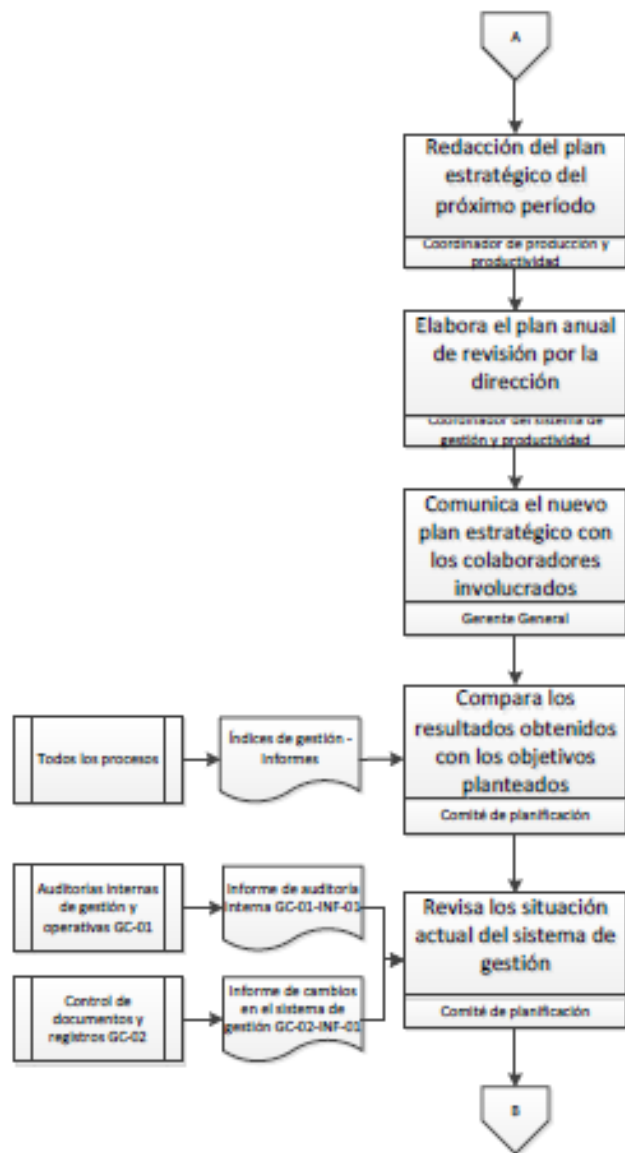 A
Redacción del plan
estratégico del
próximo período
Coordinador de producción y
productividad
Elabora el plan anual
de revisión por la
dirección
Coordinador del sistema de
gestión y productividad
Comunica el nuevo
plan estratégico con
los colaboradores
involucrados
Gerente General
Todos los procesos
Índices de gestión -
Informes
Compara los
resultados obtenidos
con los objetivos
planteados
Comité de planificación
Auditorias internas
de gestión y
operativas GC-01
Informe de auditoria
interna GC-01-INF-01
Control de
documentos y
registros GC-02
Informe de cambios
en el sistema de
gestión GC-02-INF-01
Revisa los situación
actual del sistema de
gestión
Comité de planificación
B